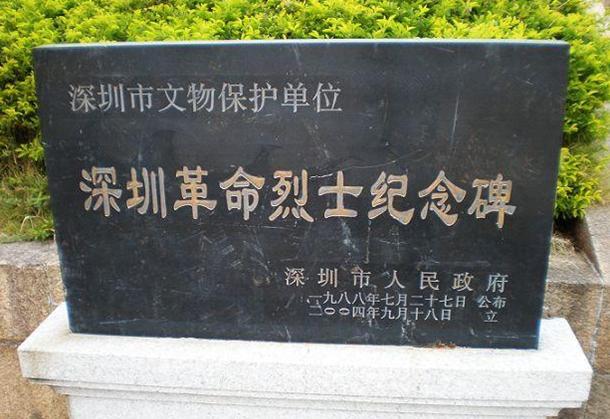 深圳市文物保护单位
深圳革命烈士纪念碑
深圳市人民政府
一九八八年七月二十七日 公布
二〇〇四年九月十八日 立